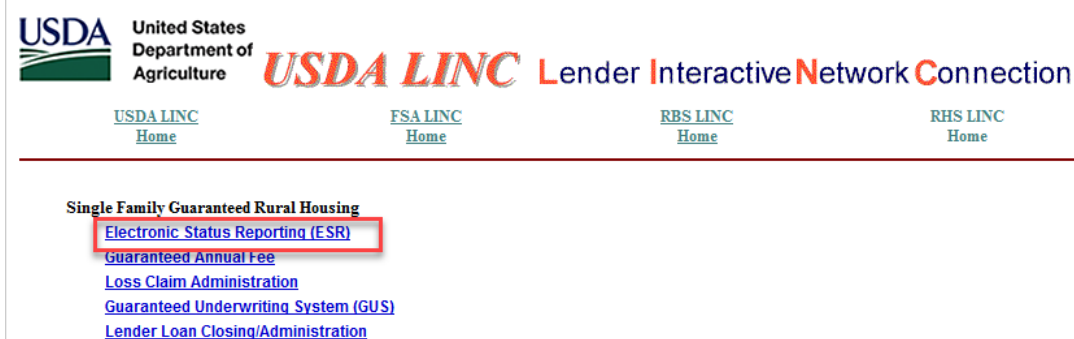 USDA
United States
Department of
Agriculture
USDA LINC Lender Interactive Network Connection
USDA LINC
Home
FSA LINC
Home
RBS LINC
Home
RHS LINC
Home
Single Family Guaranteed Rural Housing
Electronic Status Reporting (ESR)
Guaranteed Annual Fee
Loss Claim Administration
Guaranteed Underwriting System (GUS)
Lender Loan Closing/Administration